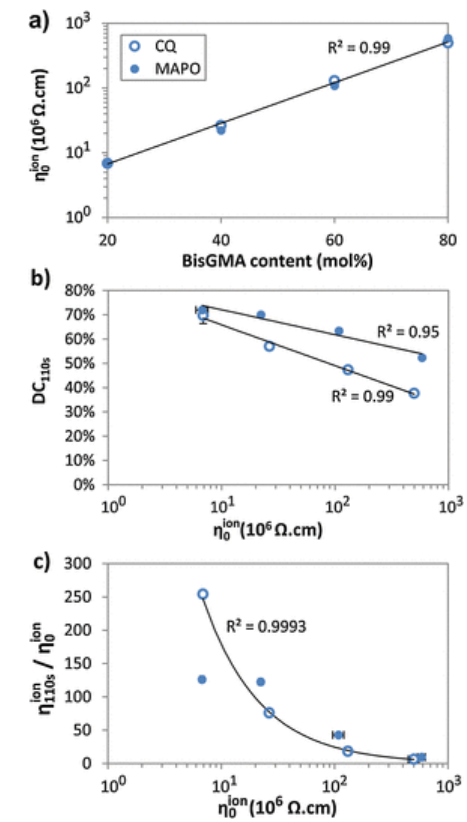 a)
10³
CQ
MAPO
R² = 0.99
10²
10¹
10⁰
η₀ⁱᵒⁿ (10⁶ Ω.cm)
20 40 60 80
BisGMA content (mol%)
b)
80%
70%
60%
50%
40%
30%
20%
10%
0%
DC₁₁₀ₛ
R² = 0.95
R² = 0.99
10⁰ 10¹ 10² 10³
η₀ⁱᵒⁿ(10⁶ Ω.cm)
c)
300
250
200
150
100
50
0
η₁₁₀ₛⁱᵒⁿ / η₀ⁱᵒⁿ
R² = 0.9993
10⁰ 10¹ 10² 10³
η₀ⁱᵒⁿ(10⁶ Ω.cm)